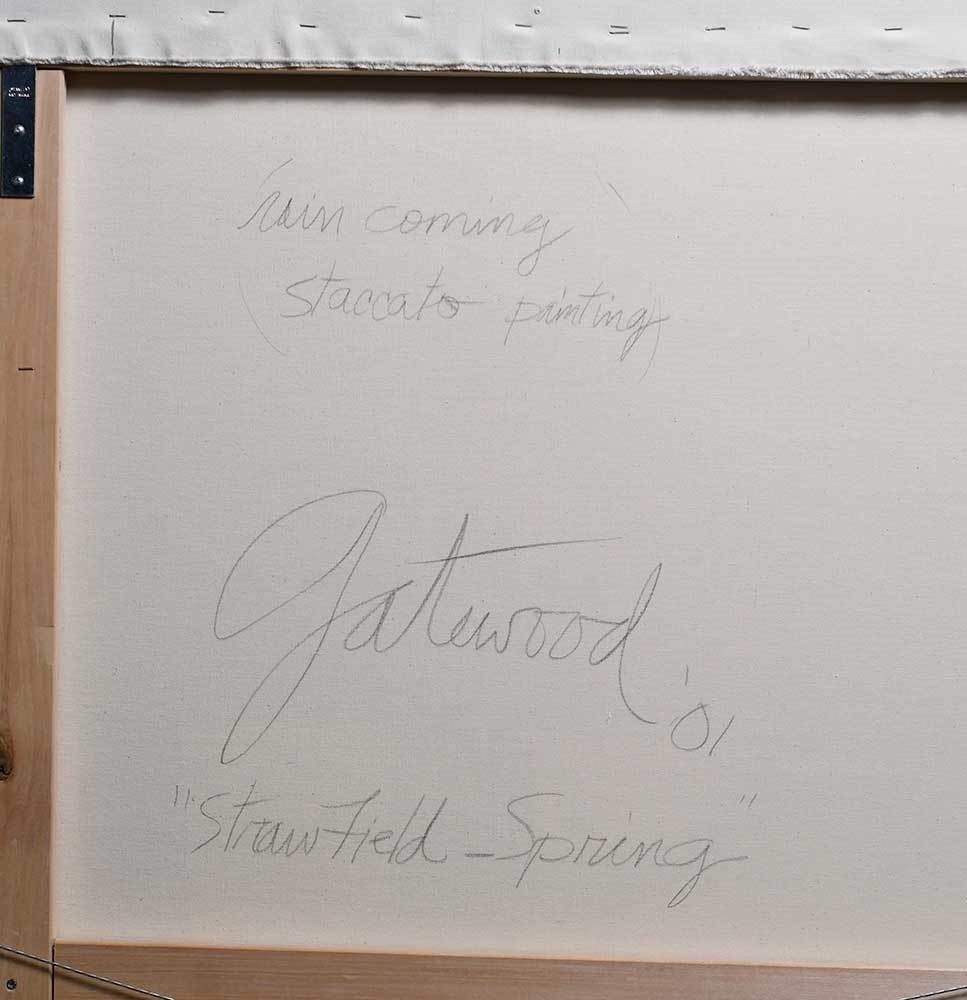 rain coming
(staccato painting)
Gatewood '01
"Straw Field - Spring"